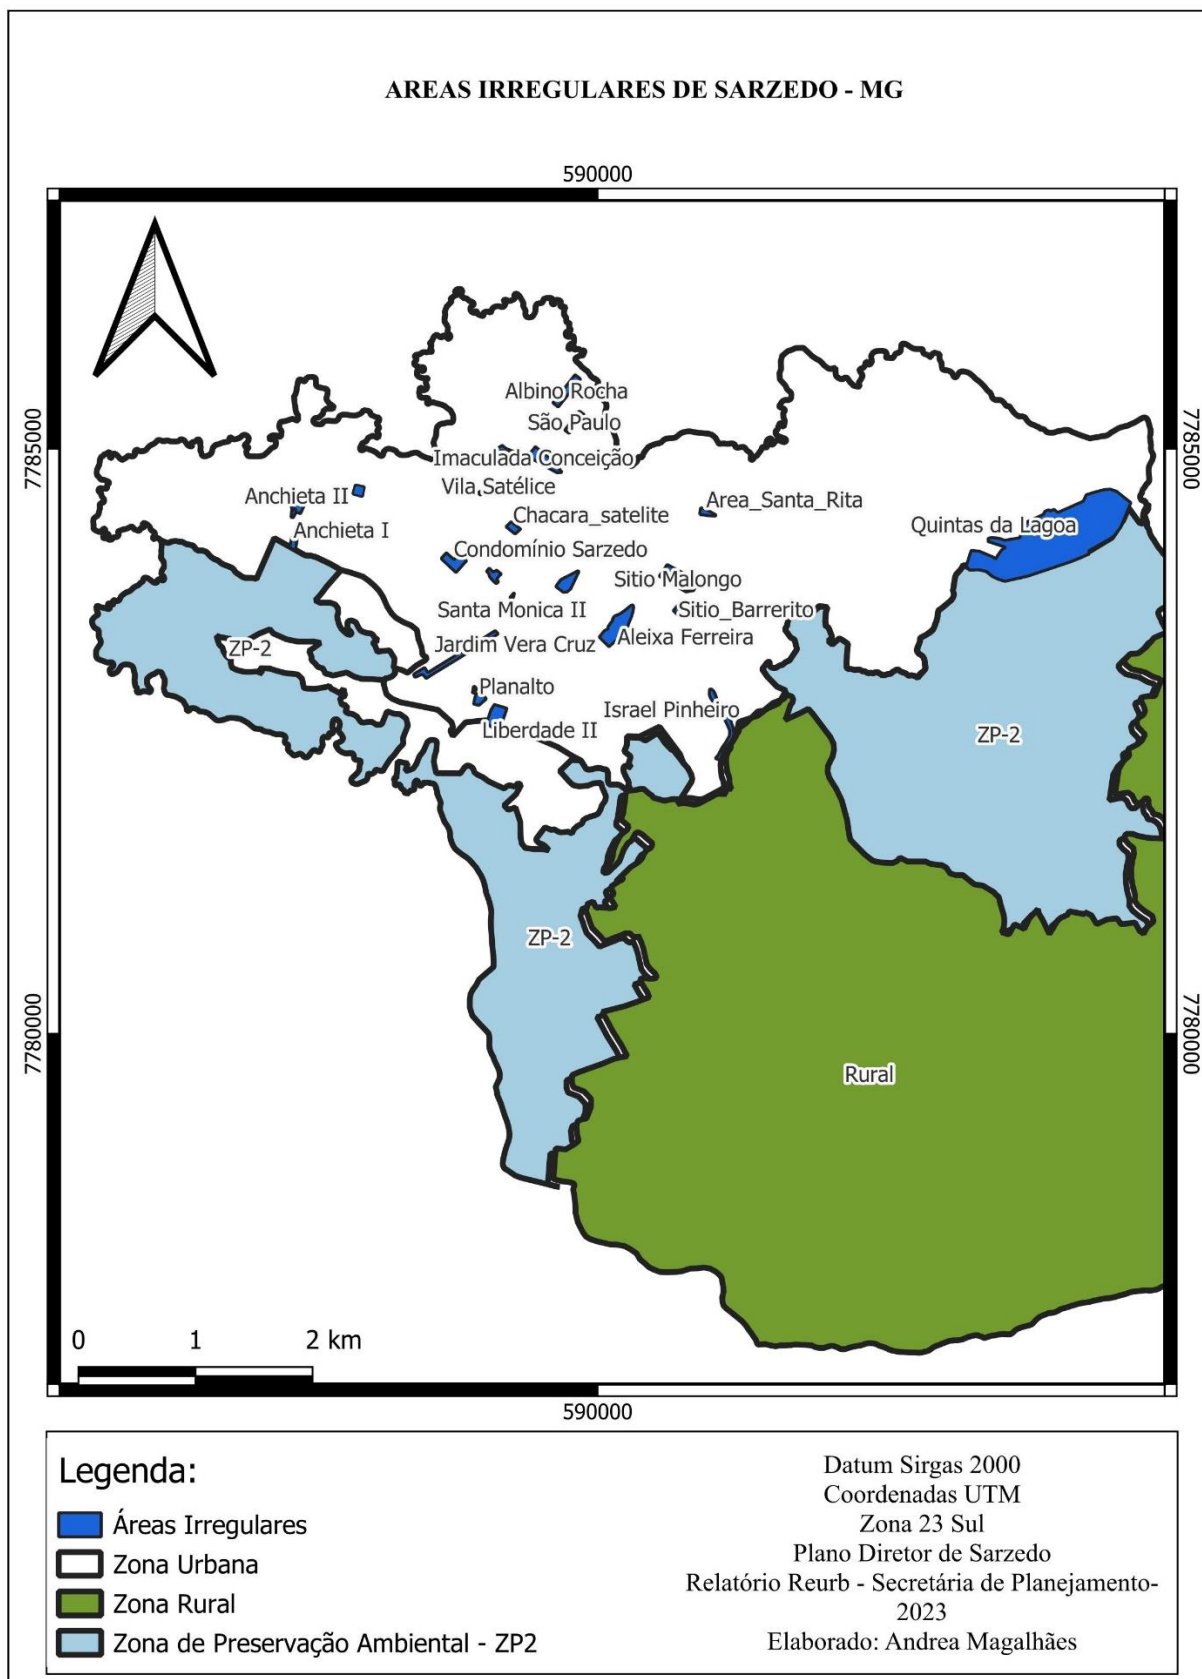 AREAS IRREGULARES DE SARZEDO - MG
590000
7785000
7785000
Albino Rocha
São Paulo
Imaculada Conceição
Vila Satélice
Anchieta II
Area_Santa_Rita
Chacara_satelite
Quintas da Lagoa
Anchieta I
Condomínio Sarzedo
Sitio Malongo
Santa Monica II
Sitio_Barrerito
Aleixa Ferreira
Jardim Vera Cruz
ZP-2
Planalto
Israel Pinheiro
Liberdade II
ZP-2
ZP-2
7780000
7780000
Rural
0 1 2 km
590000
Legenda:
Áreas Irregulares
Zona Urbana
Zona Rural
Zona de Preservação Ambiental - ZP2
Datum Sirgas 2000
Coordenadas UTM
Zona 23 Sul
Plano Diretor de Sarzedo
Relatório Reurb - Secretária de Planejamento-
2023
Elaborado: Andrea Magalhães